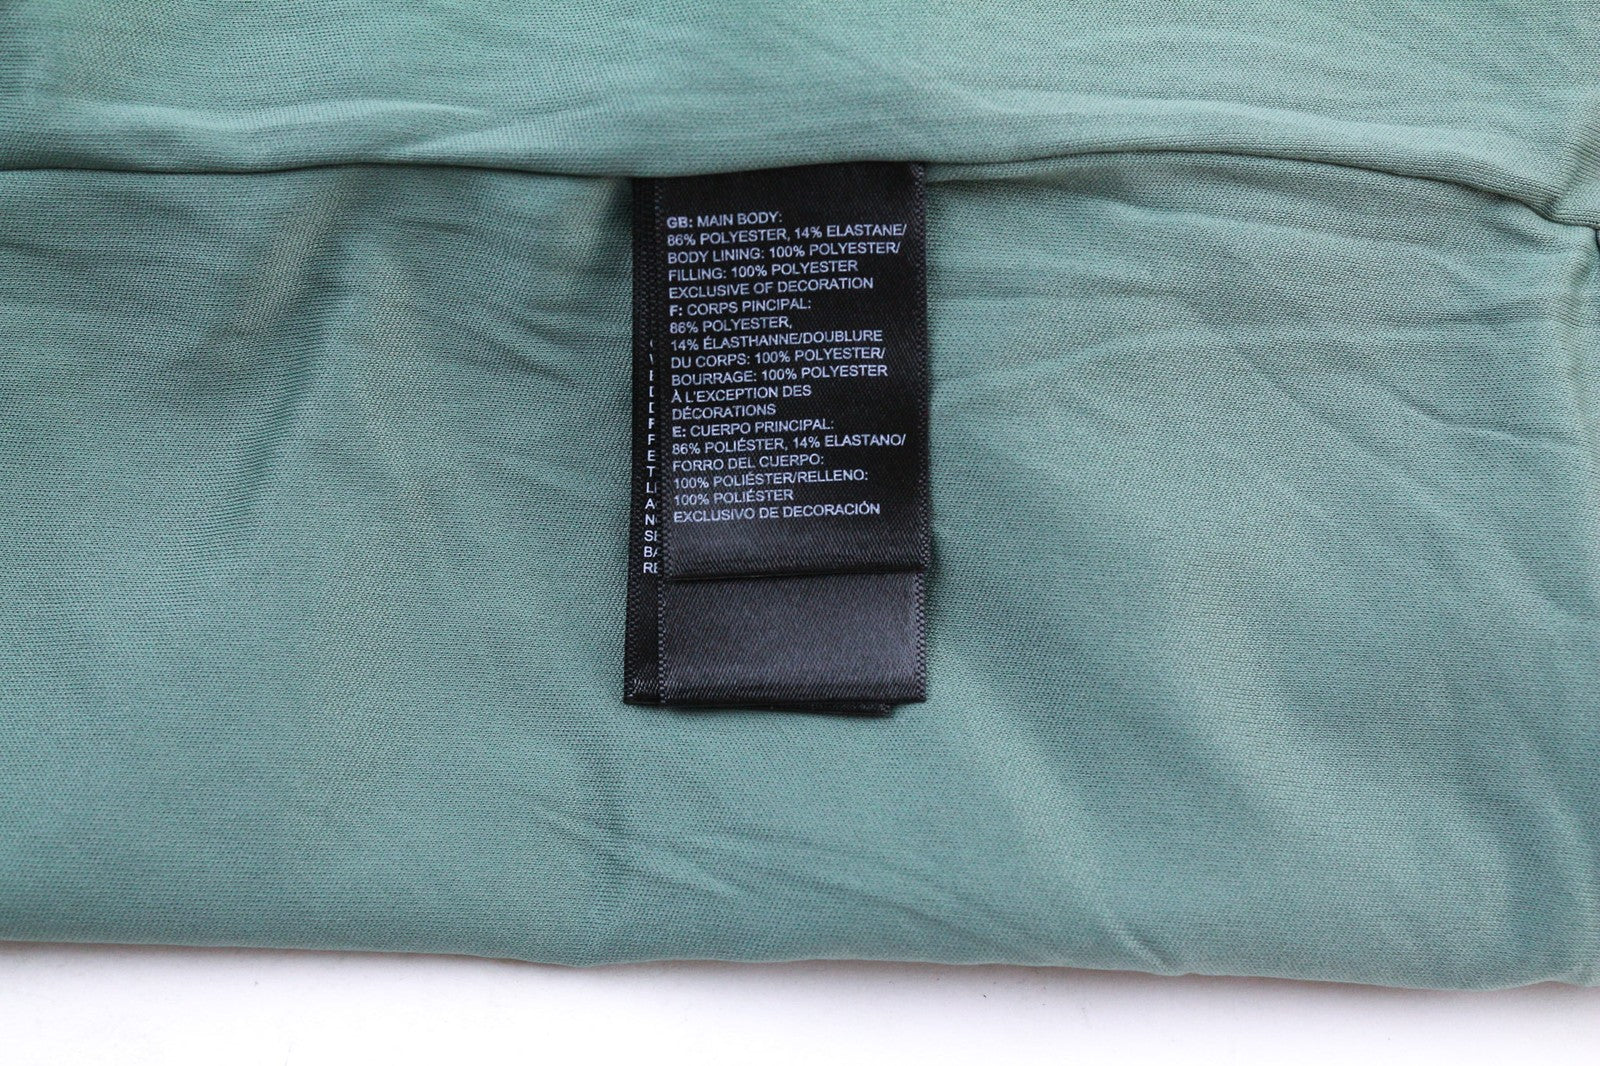 GB: MAIN BODY:
86% POLYESTER, 14% ELASTANE/
BODY LINING: 100% POLYESTER/
FILLING: 100% POLYESTER
EXCLUSIVE OF DECORATION
F: CORPS PINCIPAL:
86% POLYESTER,
14% ÉLASTHANNE/DOUBLURE
DU CORPS: 100% POLYESTER/
BOURRAGE: 100% POLYESTER
À L'EXCEPTION DES
DÉCORATIONS
E: CUERPO PRINCIPAL:
86% POLIÉSTER, 14% ELASTANO/
FORRO DEL CUERPO:
100% POLIÉSTER/RELLENO:
100% POLIÉSTER
EXCLUSIVO DE DECORACIÓN